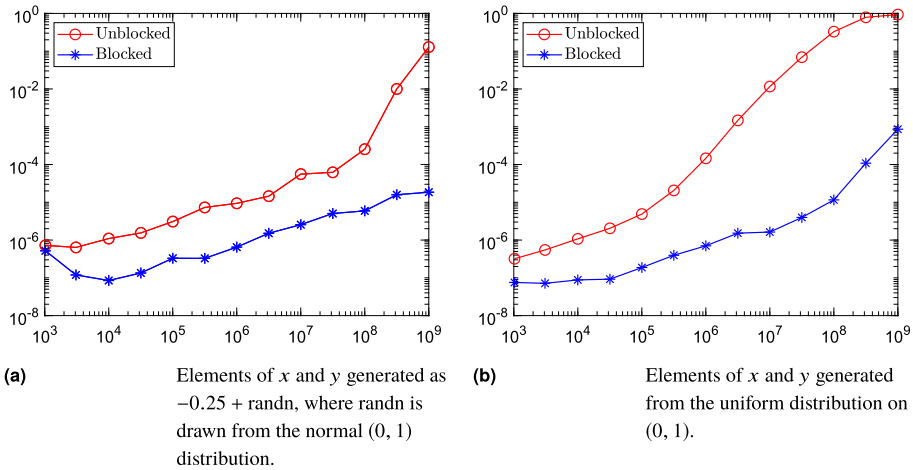 10^0
10^-2
10^-4
10^-6
10^-8
10^3 10^4 10^5 10^6 10^7 10^8 10^9
Unblocked
Blocked
(a) Elements of x and y generated as
−0.25 + randn, where randn is
drawn from the normal (0, 1)
distribution.
10^0
10^-2
10^-4
10^-6
10^-8
10^3 10^4 10^5 10^6 10^7 10^8 10^9
Unblocked
Blocked
(b) Elements of x and y generated
from the uniform distribution on
(0, 1).